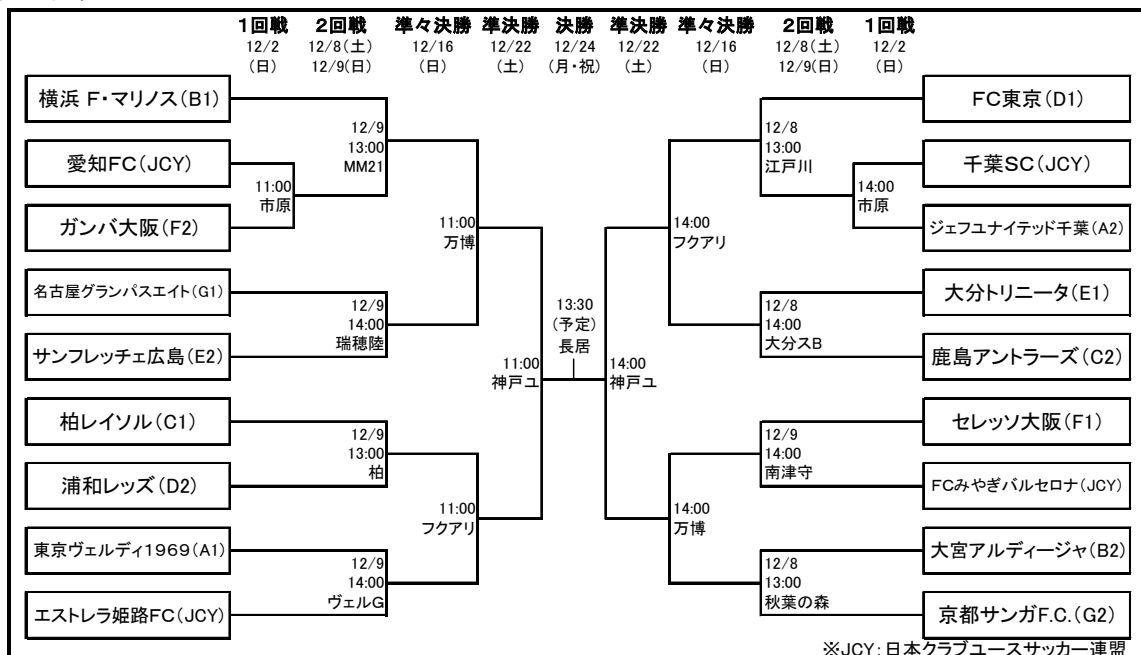 1回戦 2回戦 準々決勝 準決勝 決勝 準決勝 準々決勝 2回戦 1回戦
12/2 12/8(土) 12/16 12/22 12/24 12/22 12/16 12/8(土) 12/2
(日) 12/9(日) (日) (土) (月・祝) (土) (日) 12/9(日) (日)
横浜 F・マリノス(B1)
愛知FC(JCY)
ガンバ大阪(F2)
名古屋グランパスエイト(G1)
サンフレッチェ広島(E2)
柏レイソル(C1)
浦和レッズ(D2)
東京ヴェルディ1969(A1)
エストレラ姫路FC(JCY)
11:00
市原
12/9
13:00
MM21
12/9
14:00
瑞穂陸
12/9
13:00
柏
12/9
14:00
ヴェルG
11:00
万博
11:00
フクアリ
11:00
神戸ユ
13:30
(予定)
長居
14:00
神戸ユ
14:00
フクアリ
14:00
万博
12/8
13:00
江戸川
12/8
14:00
大分スB
12/9
14:00
南津守
12/8
13:00
秋葉の森
14:00
市原
FC東京(D1)
千葉SC(JCY)
ジェフユナイテッド千葉(A2)
大分トリニータ(E1)
鹿島アントラーズ(C2)
セレッソ大阪(F1)
FCみやぎバルセロナ(JCY)
大宮アルディージャ(B2)
京都サンガF.C.(G2)
※JCY:日本クラブユースサッカー連盟